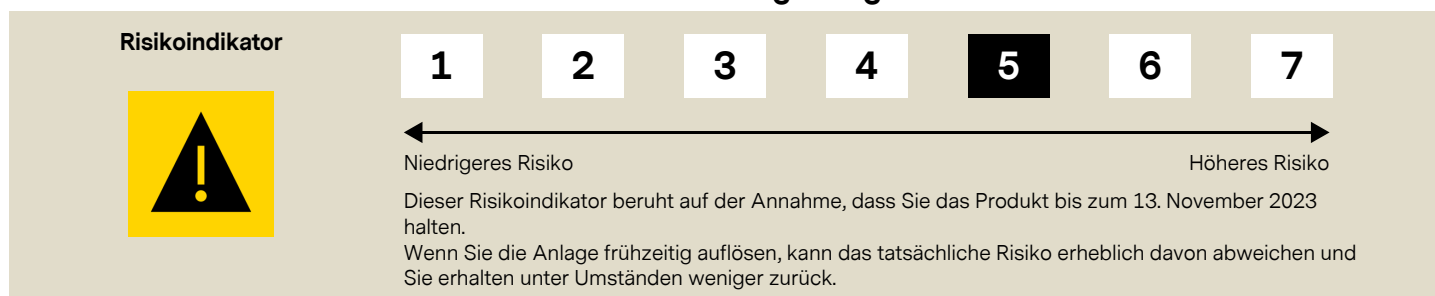 Risikoindikator
1 2 3 4 5 6 7
Niedrigeres Risiko Höheres Risiko
Dieser Risikoindikator beruht auf der Annahme, dass Sie das Produkt bis zum 13. November 2023
halten.
Wenn Sie die Anlage frühzeitig auflösen, kann das tatsächliche Risiko erheblich davon abweichen und
Sie erhalten unter Umständen weniger zurück.